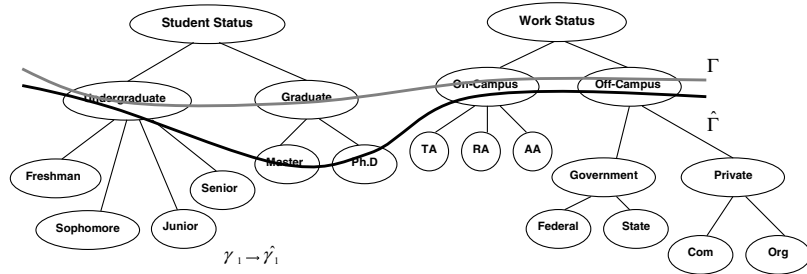 Student Status
Work Status
Γ
Undergraduate
Graduate
On-Campus
Off-Campus
Γ̂
TA
RA
AA
Master
Ph.D
Freshman
Senior
Government
Private
Sophomore
Junior
Federal
State
Com
Org
γ₁ → γ̂₁